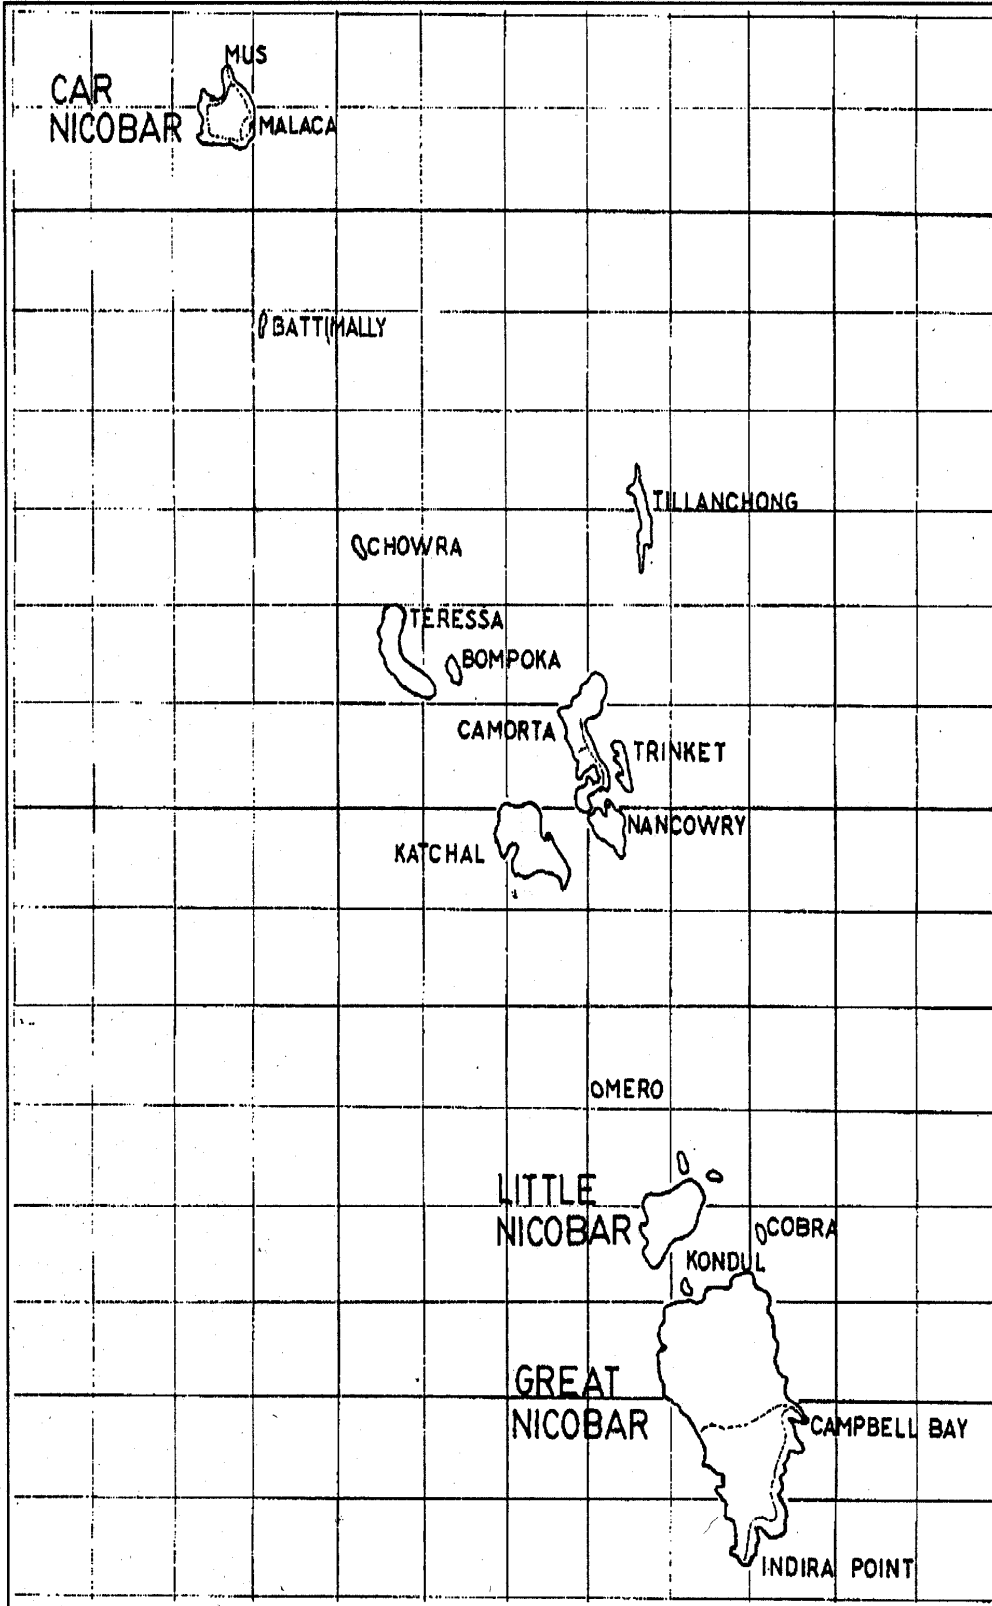 MUS
CAR
NICOBAR
MALACA
BATTIMALLY
TILLANCHONG
CHOWRA
TERESSA
BOMPOKA
CAMORTA
TRINKET
NANCOWRY
KATCHAL
MERO
LITTLE
NICOBAR
COBRA
KONDUL
GREAT
NICOBAR
CAMPBELL BAY
INDIRA POINT